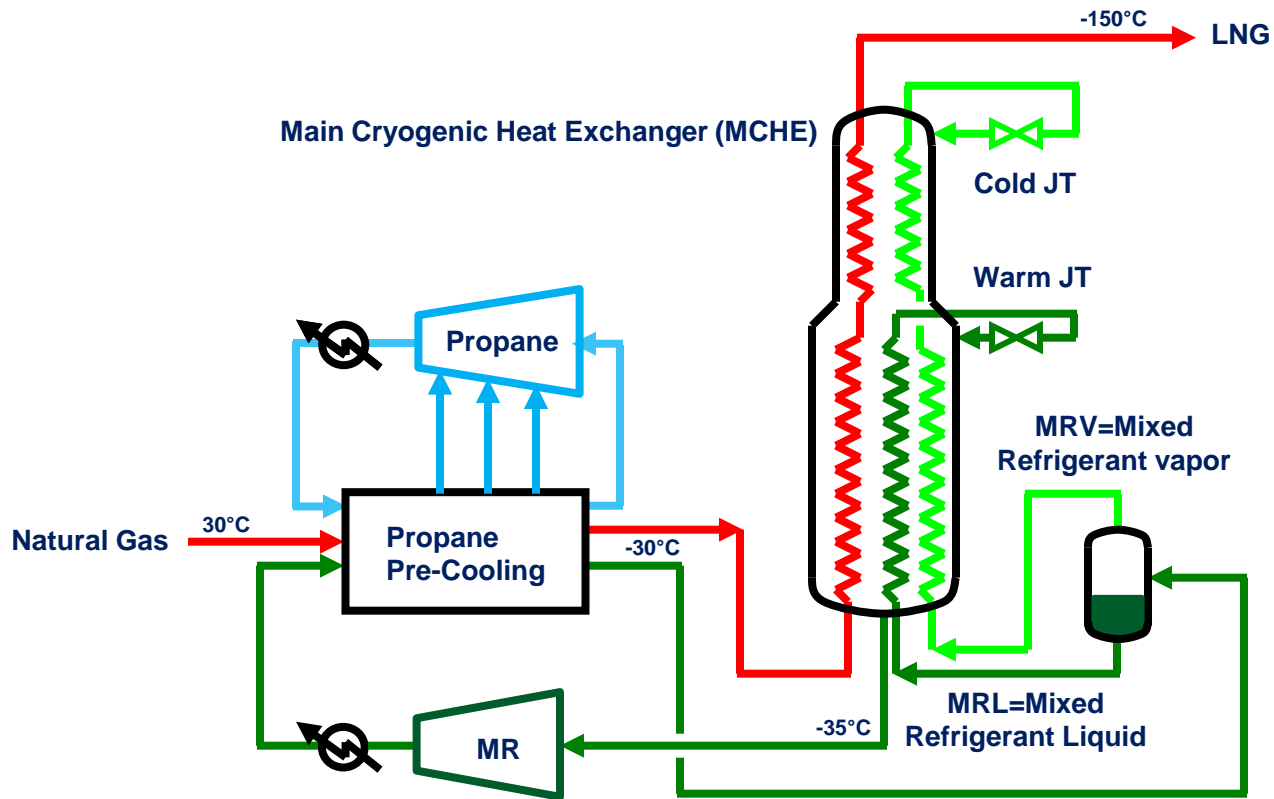 -150°C
LNG
Main Cryogenic Heat Exchanger (MCHE)
Cold JT
Warm JT
Propane
MRV=Mixed
Refrigerant vapor
30°C
Natural Gas
Propane
Pre-Cooling
-30°C
MRL=Mixed
Refrigerant Liquid
-35°C
MR